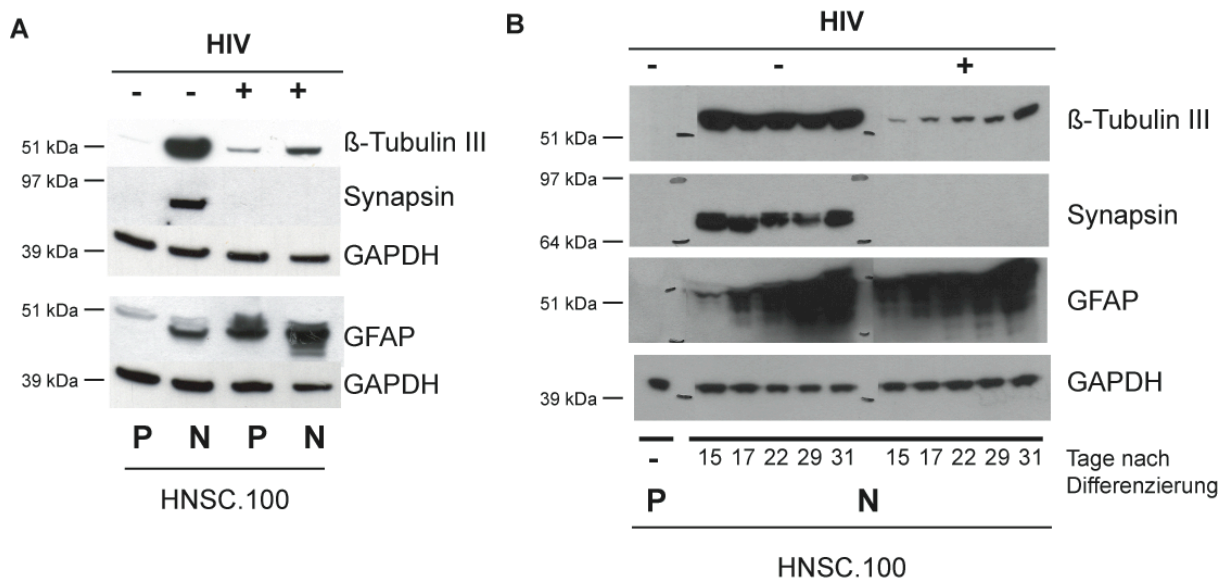 A
HIV
- - + +
51 kDa
ß-Tubulin III
97 kDa
Synapsin
39 kDa
GAPDH
51 kDa
GFAP
39 kDa
GAPDH
P N P N
HNSC.100
B
HIV
- - +
51 kDa
ß-Tubulin III
97 kDa
Synapsin
64 kDa
51 kDa
GFAP
39 kDa
GAPDH
- 15 17 22 29 31 15 17 22 29 31 Tage nach
Differenzierung
P N
HNSC.100